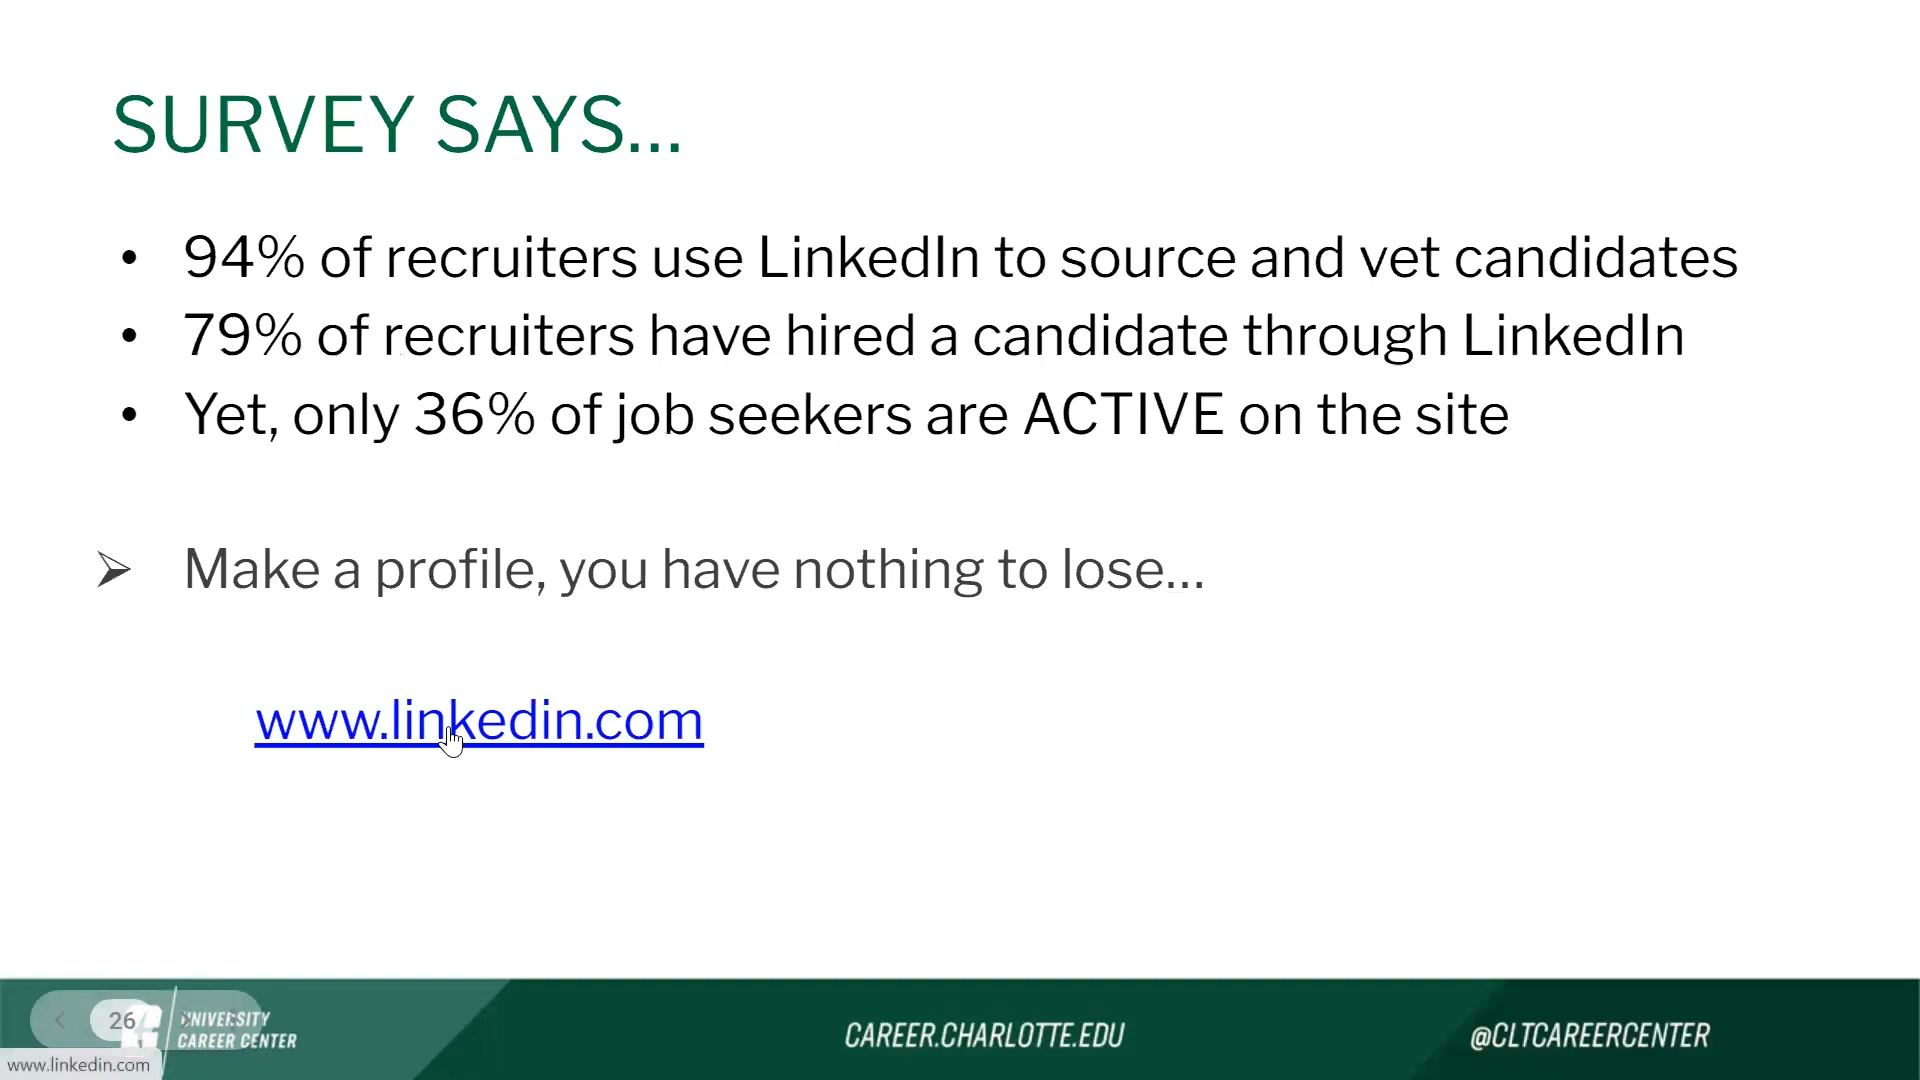 SURVEY SAYS...
• 94% of recruiters use LinkedIn to source and vet candidates
• 79% of recruiters have hired a candidate through LinkedIn
• Yet, only 36% of job seekers are ACTIVE on the site
➢ Make a profile, you have nothing to lose...
www.linkedin.com
26
UNIVERSITY
CAREER CENTER
CAREER.CHARLOTTE.EDU
@CLTCAREERCENTER
www.linkedin.com